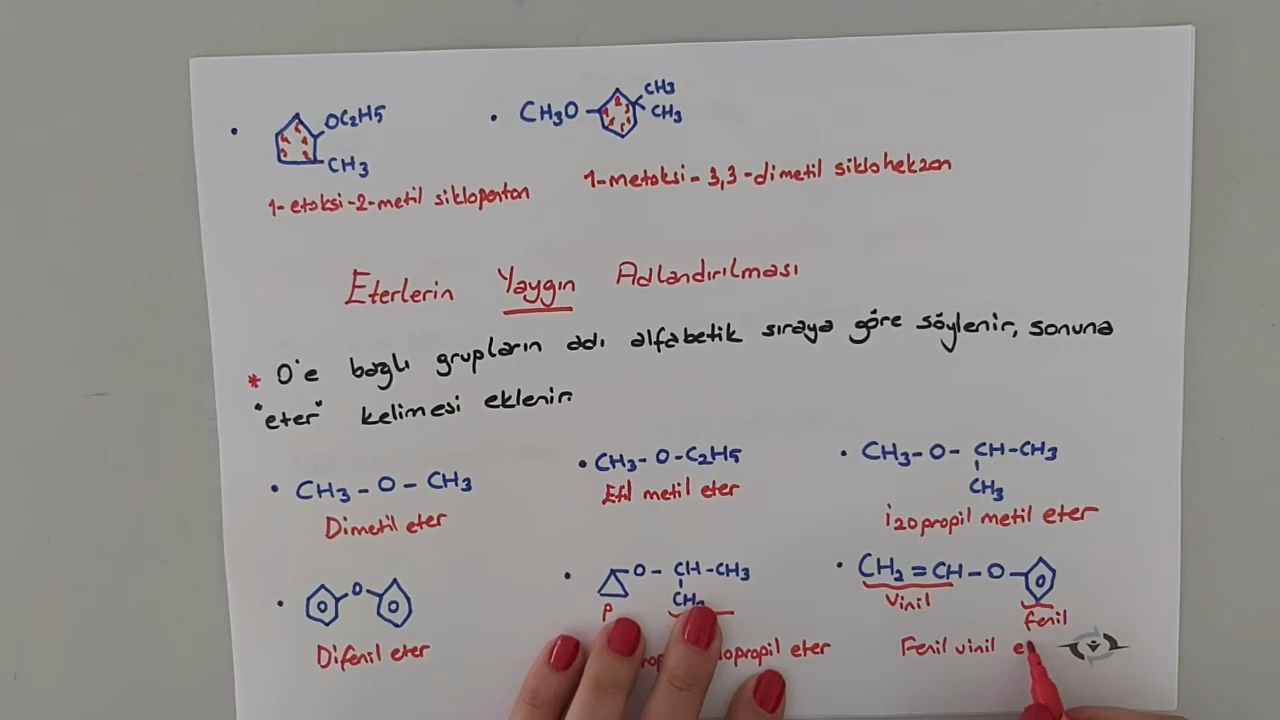 OC2H5
CH3
1-etoksi-2-metil siklopentan
CH3O
CH3
CH3
1-metoksi-3,3-dimetil siklohekzan
Eterlerin Yaygın Adlandırılması
* O'e bağlı grupların adı alfabetik sıraya göre söylenir, sonuna
"eter" kelimesi eklenir.
CH3-O-CH3
Dimetil eter
CH3-O-C2H5
Etil metil eter
CH3-O-CH-CH3
CH3
izopropil metil eter
O
Difenil eter
O-CH-CH3
eter
CH2=CH-O
Vinil
fenil
Fenil vinil